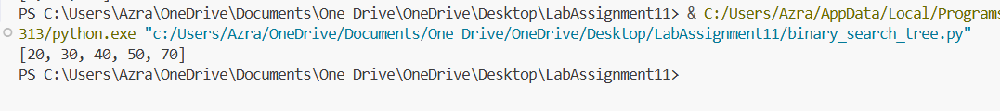 PS C:\Users\Azra\OneDrive\Documents\One Drive\OneDrive\Desktop\LabAssignment11> & C:/Users/Azra/AppData/Local/Programs
313/python.exe "c:/Users/Azra/OneDrive/Documents/One Drive/OneDrive/Desktop/LabAssignment11/binary_search_tree.py"
[20, 30, 40, 50, 70]
PS C:\Users\Azra\OneDrive\Documents\One Drive\OneDrive\Desktop\LabAssignment11>